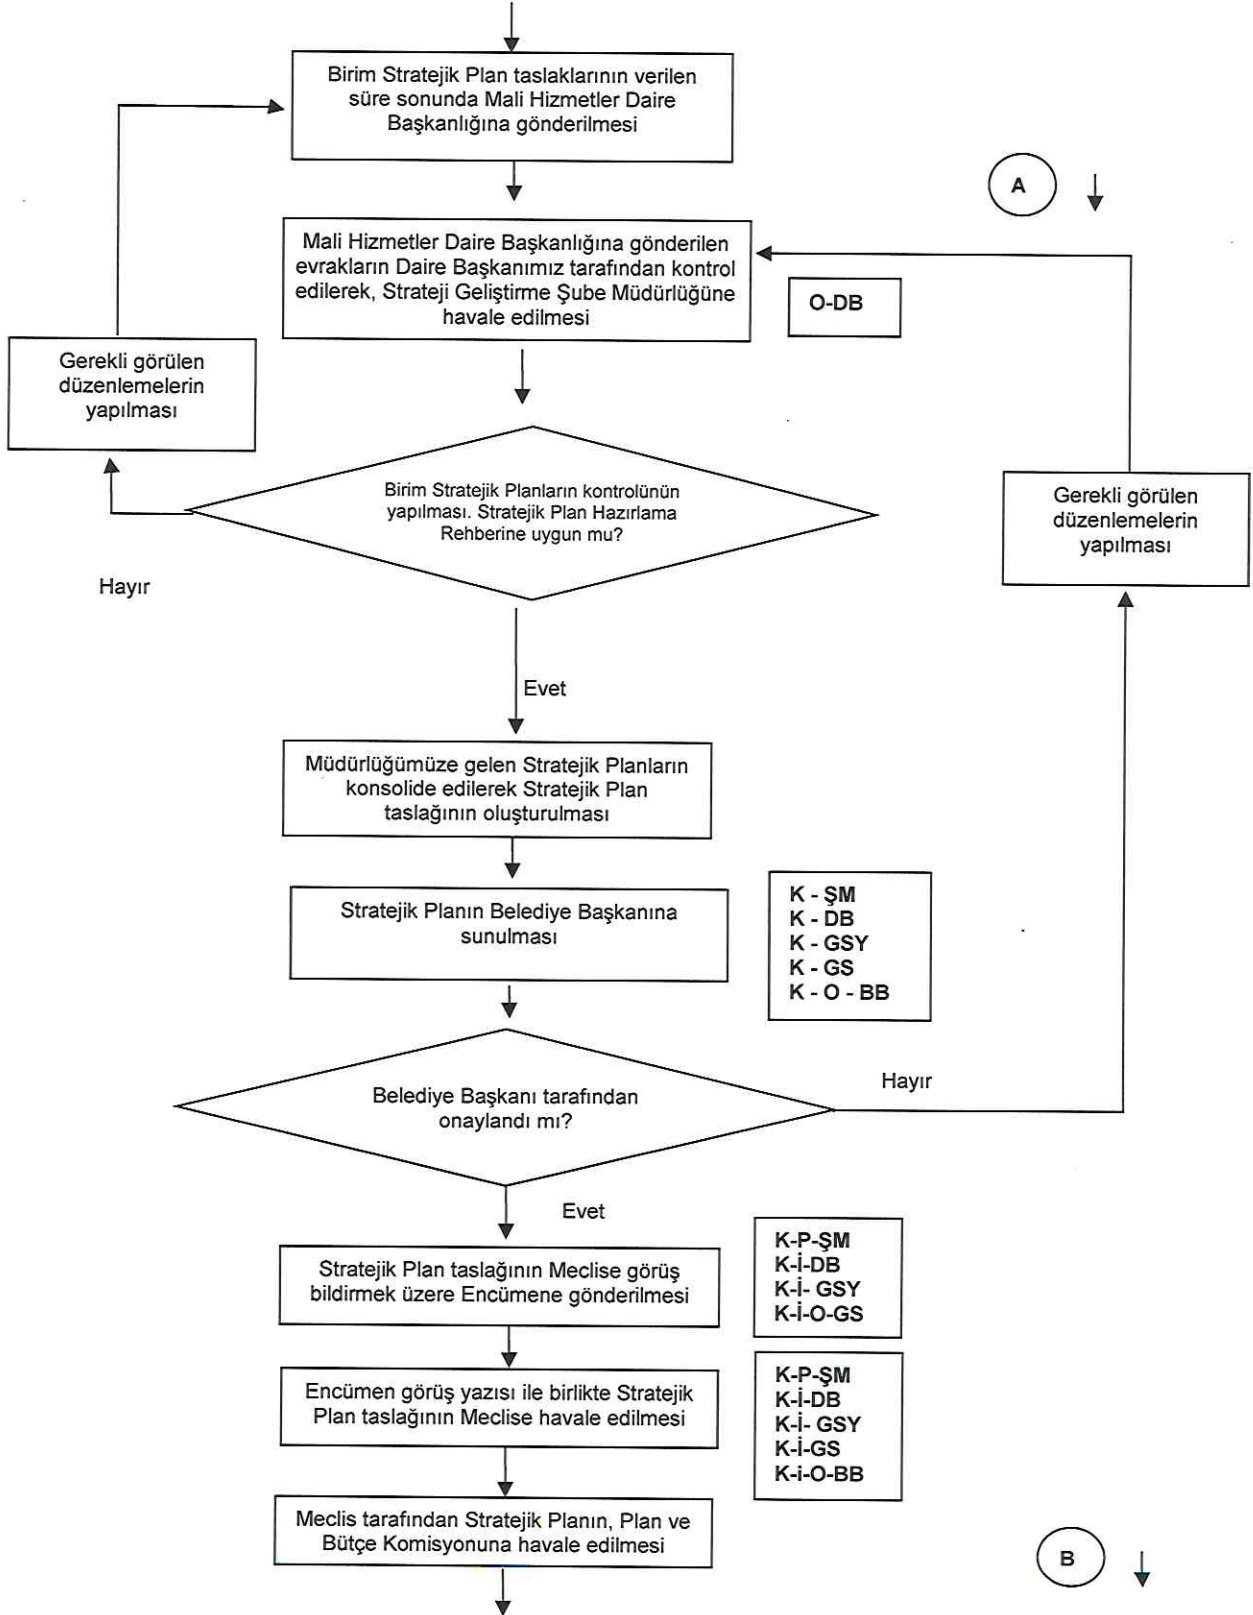 Birim Stratejik Plan taslaklarının verilen
süre sonunda Mali Hizmetler Daire
Başkanlığına gönderilmesi
A
Mali Hizmetler Daire Başkanlığına gönderilen
evrakların Daire Başkanımız tarafından kontrol
edilerek, Strateji Geliştirme Şube Müdürlüğüne
havale edilmesi
O-DB
Gerekli görülen
düzenlemelerin
yapılması
Birim Stratejik Planların kontrolünün
yapılması. Stratejik Plan Hazırlama
Rehberine uygun mu?
Gerekli görülen
düzenlemelerin
yapılması
Hayır
Evet
Müdürlüğümüze gelen Stratejik Planların
konsolide edilerek Stratejik Plan
taslağının oluşturulması
Stratejik Planın Belediye Başkanına
sunulması
K - ŞM
K - DB
K - GSY
K - GS
K - O - BB
Belediye Başkanı tarafından
onaylandı mı?
Hayır
Evet
Stratejik Plan taslağının Meclise görüş
bildirmek üzere Encümene gönderilmesi
K-P-ŞM
K-İ-DB
K-İ- GSY
K-İ-O-GS
Encümen görüş yazısı ile birlikte Stratejik
Plan taslağının Meclise havale edilmesi
K-P-ŞM
K-İ-DB
K-İ- GSY
K-İ-GS
K-i-O-BB
Meclis tarafından Stratejik Planın, Plan ve
Bütçe Komisyonuna havale edilmesi
B